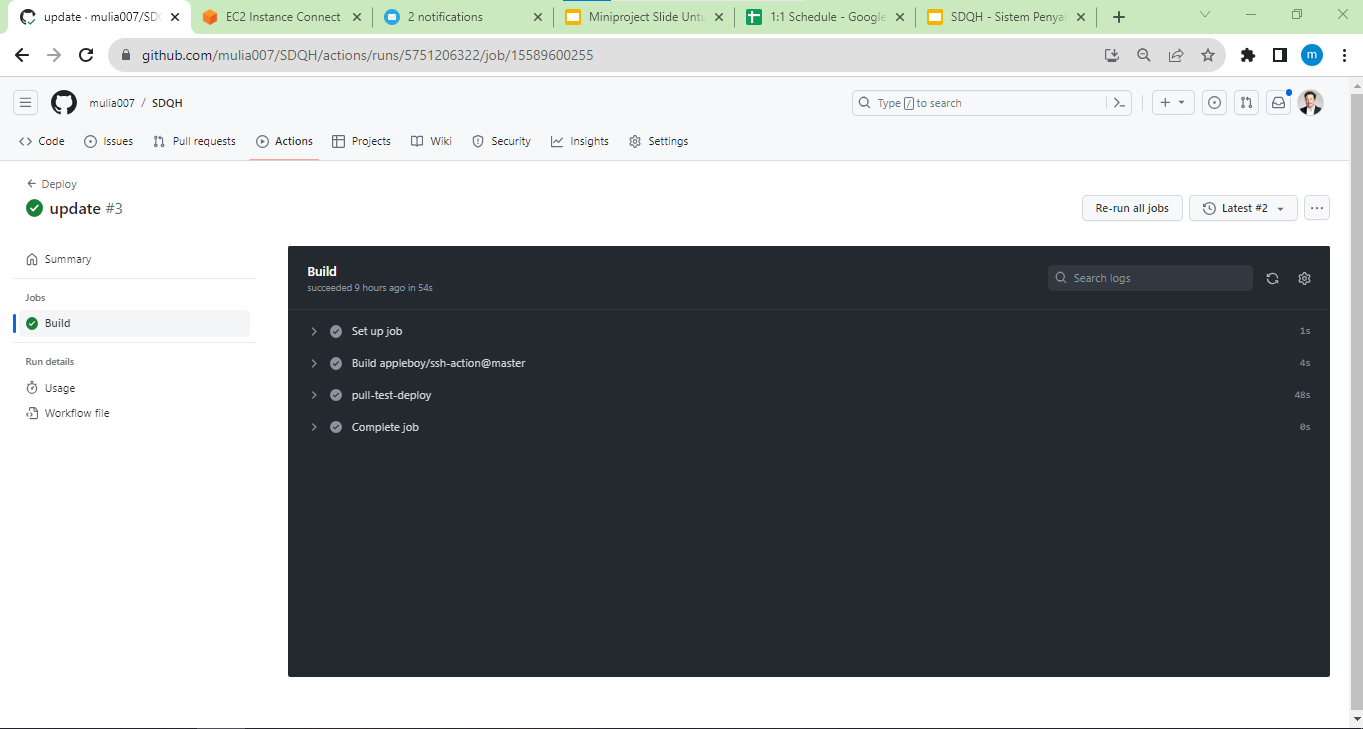 update · mulia007/SDQ
EC2 Instance Connect
2 notifications
Miniproject Slide Untu
1:1 Schedule - Google
SDQH - Sistem Penyal
github.com/mulia007/SDQH/actions/runs/5751206322/job/15589600255
m
mulia007 / SDQH
Type / to search
Code Issues Pull requests Actions Projects Wiki Security Insights Settings
Deploy
update #3
Re-run all jobs
Latest #2
Summary
Jobs
Build
Run details
Usage
Workflow file
Build
succeeded 9 hours ago in 54s
Search logs
Set up job 1s
Build appleboy/ssh-action@master 4s
pull-test-deploy 48s
Complete job 0s